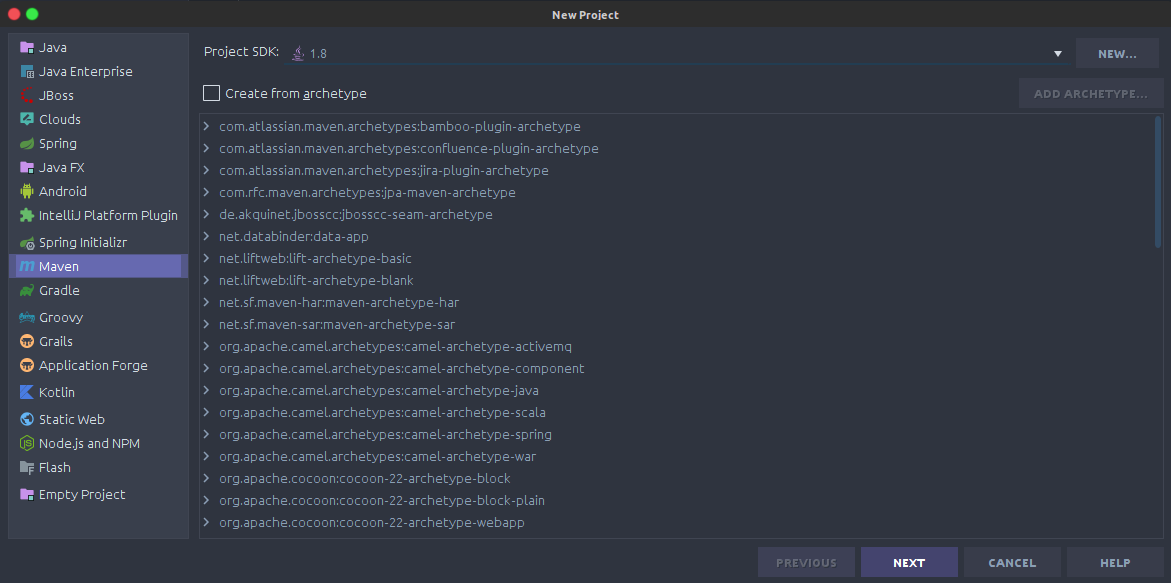 New Project
Java
Java Enterprise
JBoss
Clouds
Spring
Java FX
Android
IntelliJ Platform Plugin
Spring Initializr
m Maven
Gradle
Groovy
Grails
Application Forge
Kotlin
Static Web
Node.js and NPM
Flash
Empty Project
Project SDK: 1.8 NEW...
Create from archetype ADD ARCHETYPE...
com.atlassian.maven.archetypes:bamboo-plugin-archetype
com.atlassian.maven.archetypes:confluence-plugin-archetype
com.atlassian.maven.archetypes:jira-plugin-archetype
com.rfc.maven.archetypes:jpa-maven-archetype
de.akquinet.jbosscc:jbosscc-seam-archetype
net.databinder:data-app
net.liftweb:lift-archetype-basic
net.liftweb:lift-archetype-blank
net.sf.maven-har:maven-archetype-har
net.sf.maven-sar:maven-archetype-sar
org.apache.camel.archetypes:camel-archetype-activemq
org.apache.camel.archetypes:camel-archetype-component
org.apache.camel.archetypes:camel-archetype-java
org.apache.camel.archetypes:camel-archetype-scala
org.apache.camel.archetypes:camel-archetype-spring
org.apache.camel.archetypes:camel-archetype-war
org.apache.cocoon:cocoon-22-archetype-block
org.apache.cocoon:cocoon-22-archetype-block-plain
org.apache.cocoon:cocoon-22-archetype-webapp
PREVIOUS NEXT CANCEL HELP